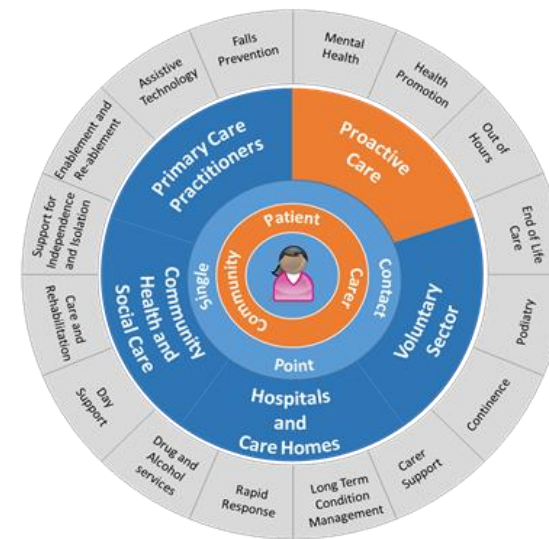 Falls
Prevention
Mental
Health
Health
Promotion
Out of
Hours
End of Life
Care
Podiatry
Continence
Carer
Support
Long Term
Condition
Management
Rapid
Response
Drug and
Alcohol
services
Day
Support
Care and
Rehabilitation
Support for
Independence
and Isolation
Enablement and
Re-ablement
Assistive
Technology
Primary Care
Practitioners
Proactive
Care
Voluntary
Sector
Hospitals
and
Care Homes
Community
Health and
Social Care
Single
Point
Contact
Patient
Carer
Community